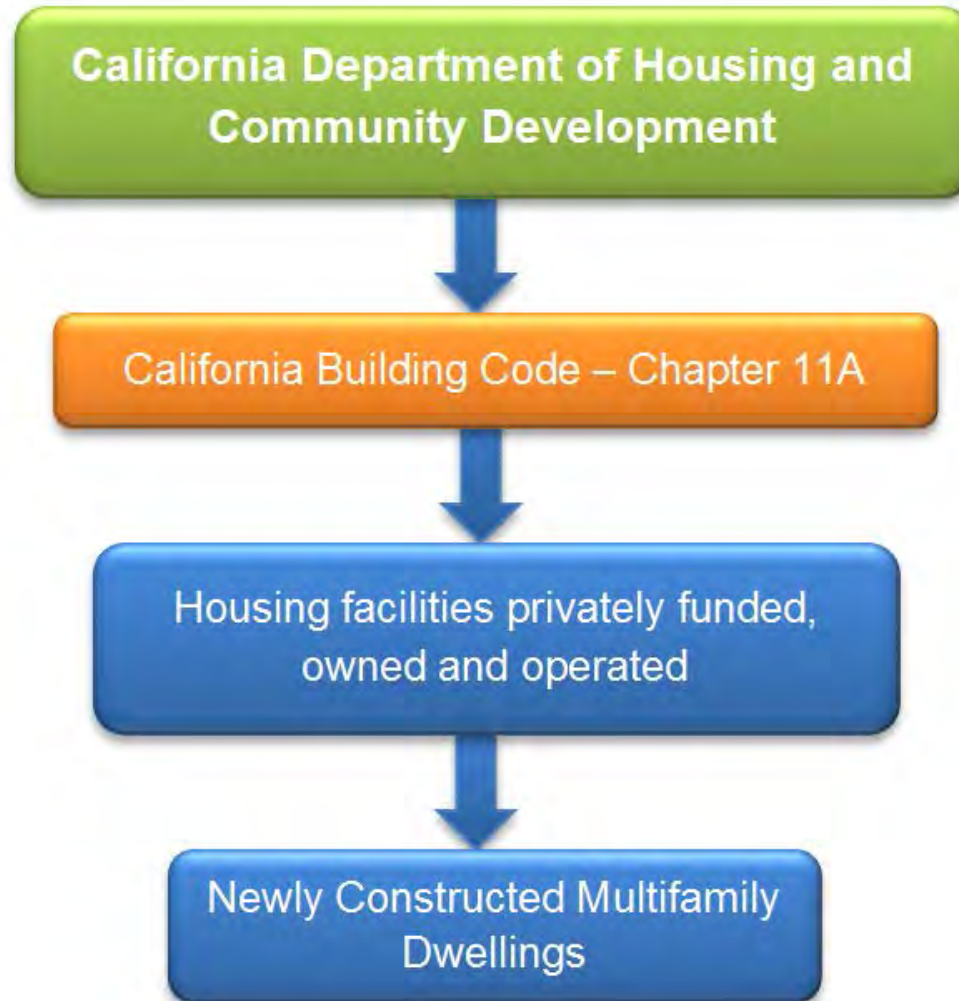 California Department of Housing and
Community Development
California Building Code – Chapter 11A
Housing facilities privately funded,
owned and operated
Newly Constructed Multifamily
Dwellings